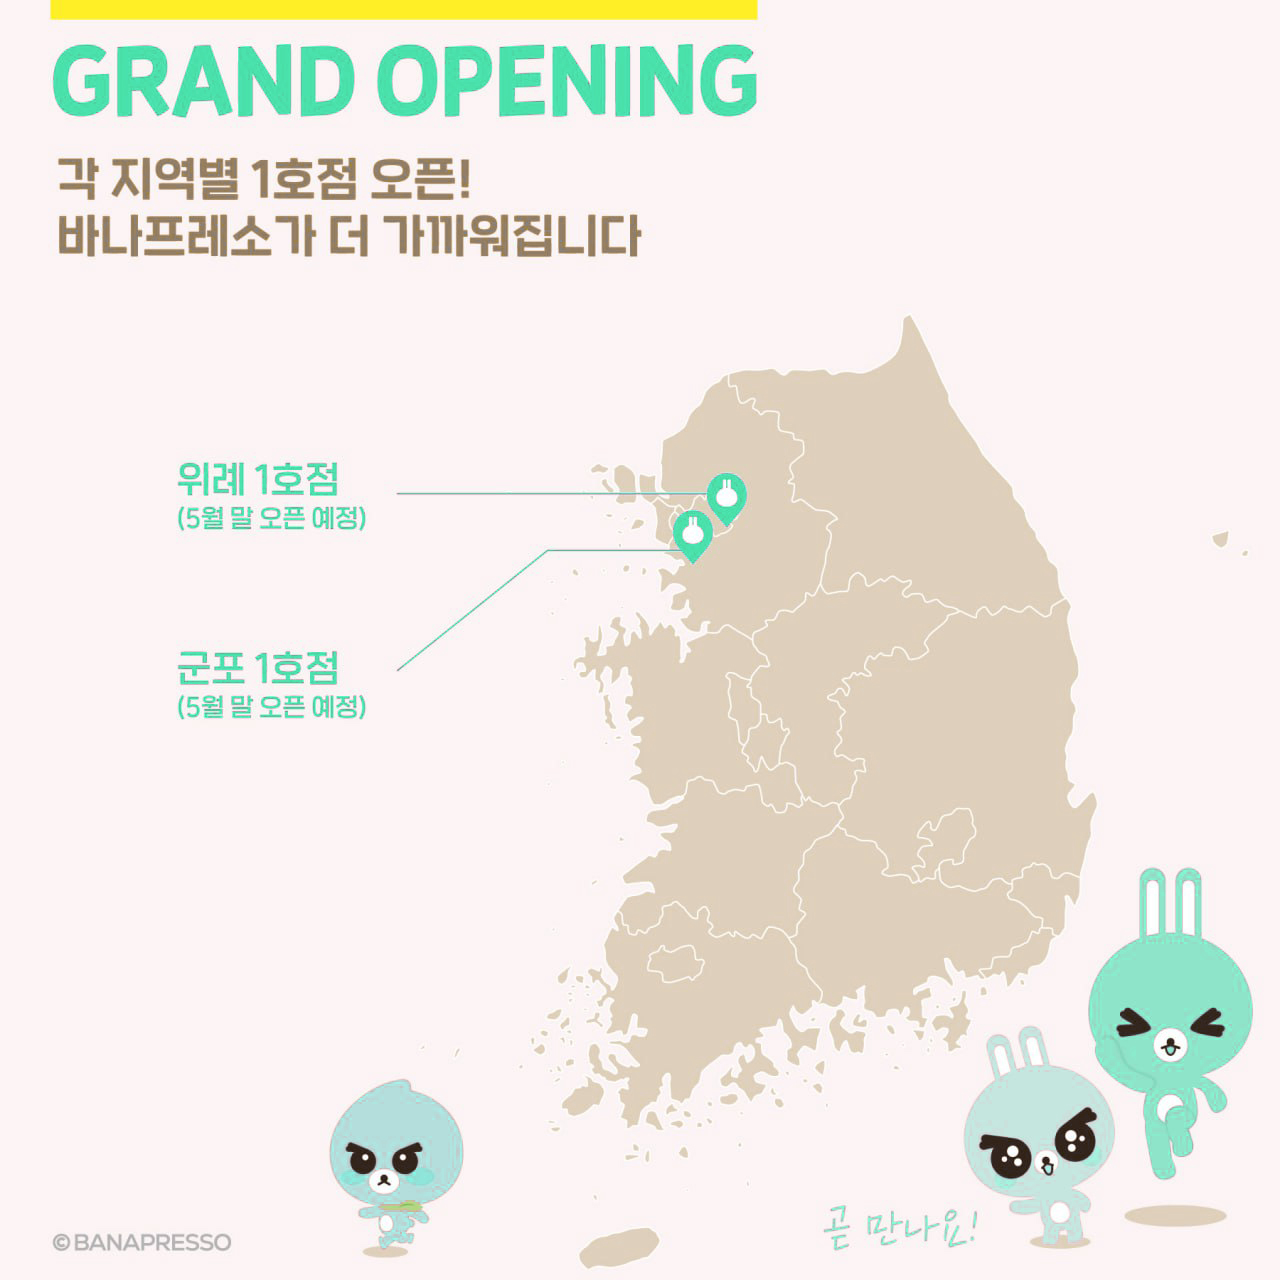 GRAND OPENING
각 지역별 1호점 오픈!
바나프레소가 더 가까워집니다
위례 1호점
(5월 말 오픈 예정)
군포 1호점
(5월 말 오픈 예정)
곧 만나요!
©BANAPRESSO